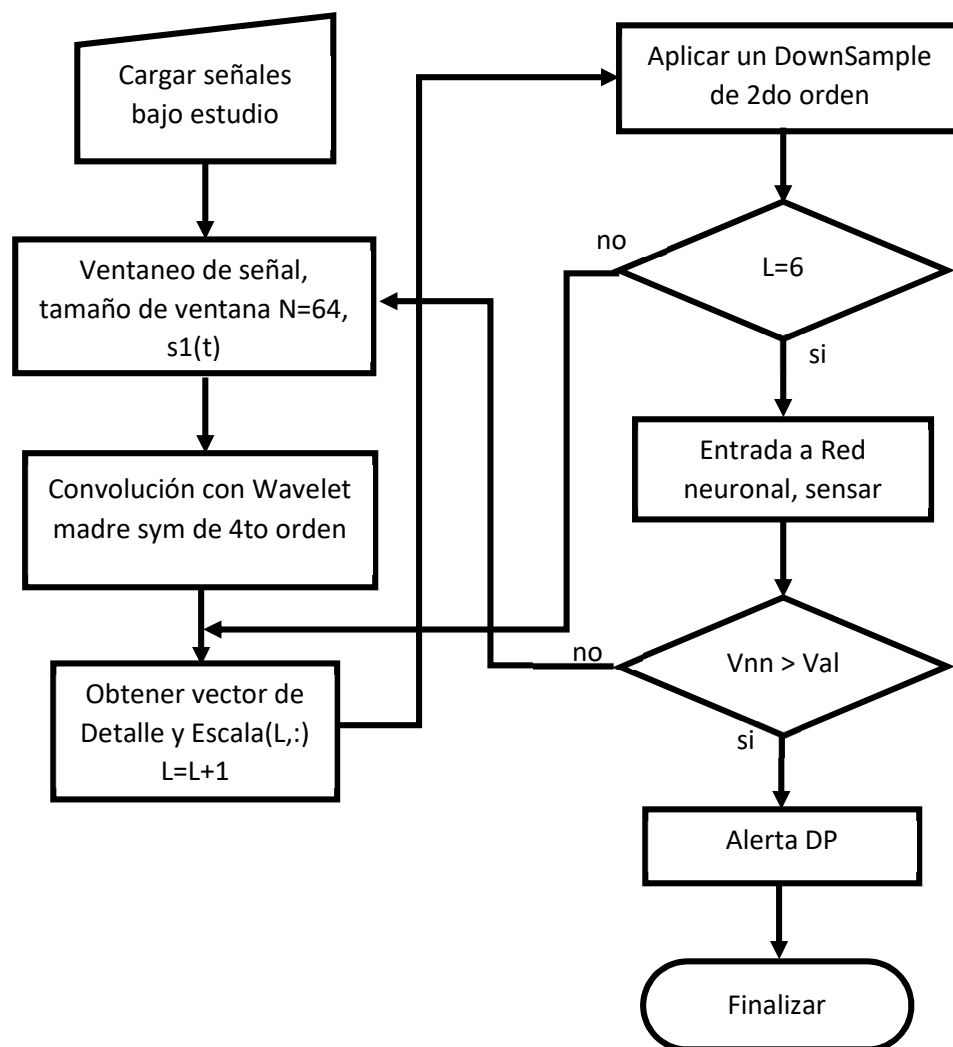 Cargar señales
bajo estudio
Ventaneo de señal,
tamaño de ventana N=64,
s1(t)
Convolución con Wavelet
madre sym de 4to orden
Obtener vector de
Detalle y Escala(L,:)
L=L+1
Aplicar un DownSample
de 2do orden
L=6
no
si
Entrada a Red
neuronal, sensar
Vnn > Val
no
si
Alerta DP
Finalizar